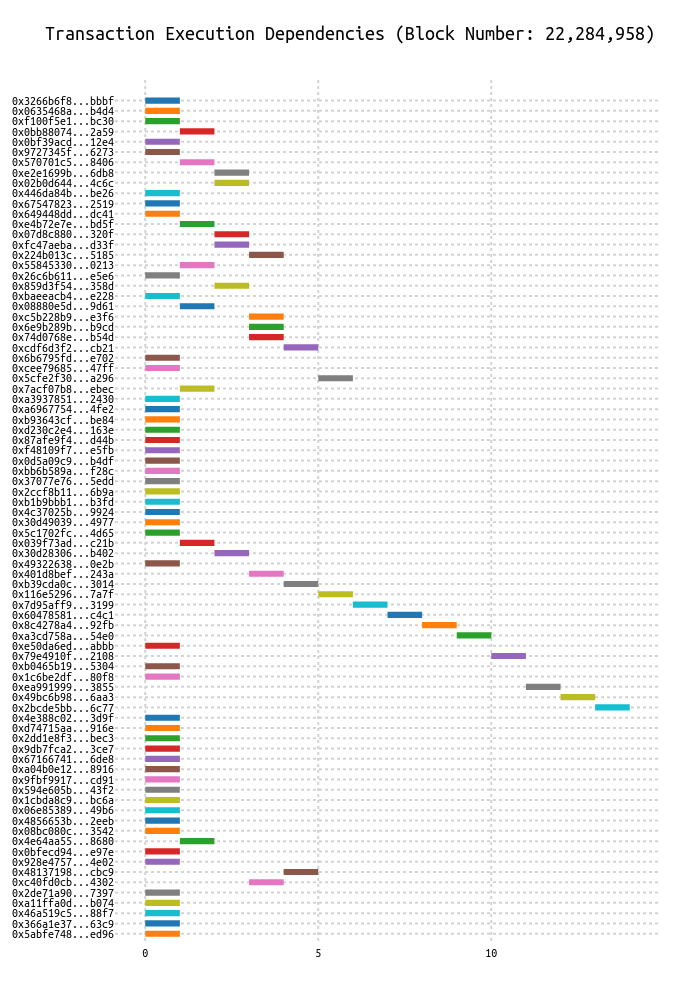 Transaction Execution Dependencies (Block Number: 22,284,958)
0x3266b6f8...bbbf
0x0635468a...b4d4
0xf100f5e1...bc30
0x0bb88074...2a59
0x0bf39acd...12e4
0x9727345f...6273
0x570701c5...8406
0xe2e1699b...6db8
0x02b0d644...4c6c
0x446da84b...be26
0x67547823...2519
0x649448dd...dc41
0xe4b72e7e...bd5f
0x07d8c880...320f
0xfc47aeba...d33f
0x224b013c...5185
0x55845330...0213
0x26c6b611...e5e6
0x859d3f54...358d
0xbaeeacb4...e228
0x08880e5d...9d61
0xc5b228b9...e3f6
0x6e9b289b...b9cd
0x74d0768e...b54d
0xcdf6d3f2...cb21
0x6b6795fd...e702
0xcee79685...47ff
0x5cfe2f30...a296
0x7acf07b8...ebec
0xa3937851...2430
0xa6967754...4fe2
0xb93643cf...be84
0xd230c2e4...163e
0x87afe9f4...d44b
0xf48109f7...e5fb
0x0d5a09c9...b4df
0xbb6b589a...f28c
0x37077e76...5edd
0x2ccf8b11...6b9a
0xb1b9bbb1...b3fd
0x4c37025b...9924
0x30d49039...4977
0x5c1702fc...4d65
0x039f73ad...c21b
0x30d28306...b402
0x49322638...0e2b
0x401d8bef...243a
0xb39cda0c...3014
0x116e5296...7a7f
0x7d95aff9...3199
0x60478581...c4c1
0x8c4278a4...92fb
0xa3cd758a...54e0
0xe50da6ed...abbb
0x79e4910f...2108
0xb0465b19...5304
0x1c6be2df...80f8
0xea991999...3855
0x49bc6b98...6aa3
0x2bcde5bb...6c77
0x4e388c02...3d9f
0xd74715aa...916e
0x2dd1e8f3...bec3
0x9db7fca2...3ce7
0x67166741...6de8
0xa04b0e12...8916
0x9fbf9917...cd91
0x594e605b...43f2
0x1cbda8c9...bc6a
0x06e85389...49b6
0x4856653b...2eeb
0x08bc080c...3542
0x4e64aa55...8680
0x0bfecd94...e97e
0x928e4757...4e02
0x48137198...cbc9
0xc40fd0cb...4302
0x2de71a90...7397
0xa11ffa0d...b074
0x46a519c5...88f7
0x366a1e37...63c9
0x5abfe748...ed96
0 5 10